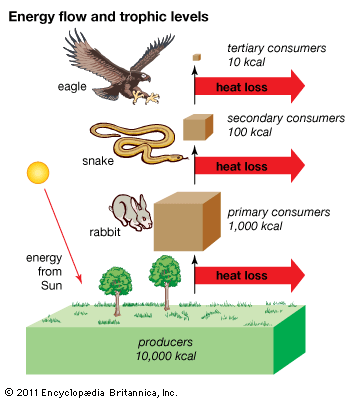 Energy flow and trophic levels
tertiary consumers
10 kcal
eagle
heat loss
secondary consumers
100 kcal
snake
heat loss
primary consumers
1,000 kcal
rabbit
energy
from
Sun
heat loss
producers
10,000 kcal
© 2011 Encyclopædia Britannica, Inc.